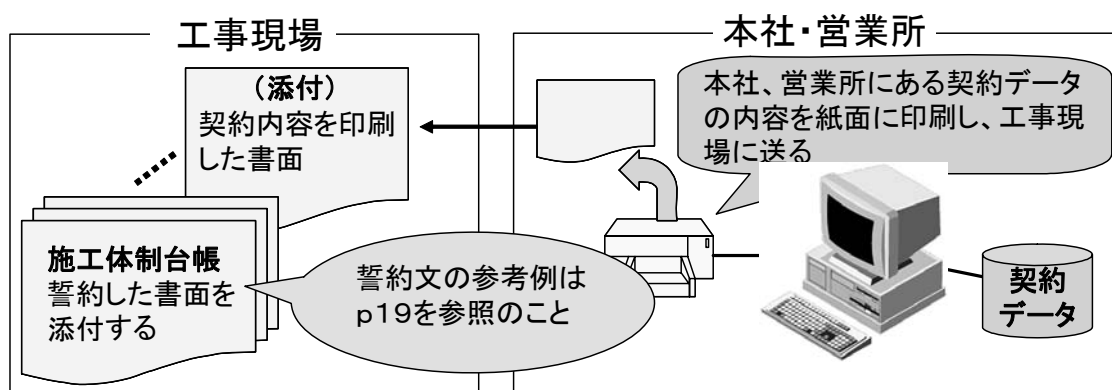 工事現場
(添付)
契約内容を印刷
した書面
施工体制台帳
誓約した書面を
添付する
誓約文の参考例は
p19を参照のこと
本社・営業所
本社、営業所にある契約データ
の内容を紙面に印刷し、工事現
場に送る
契約
データ